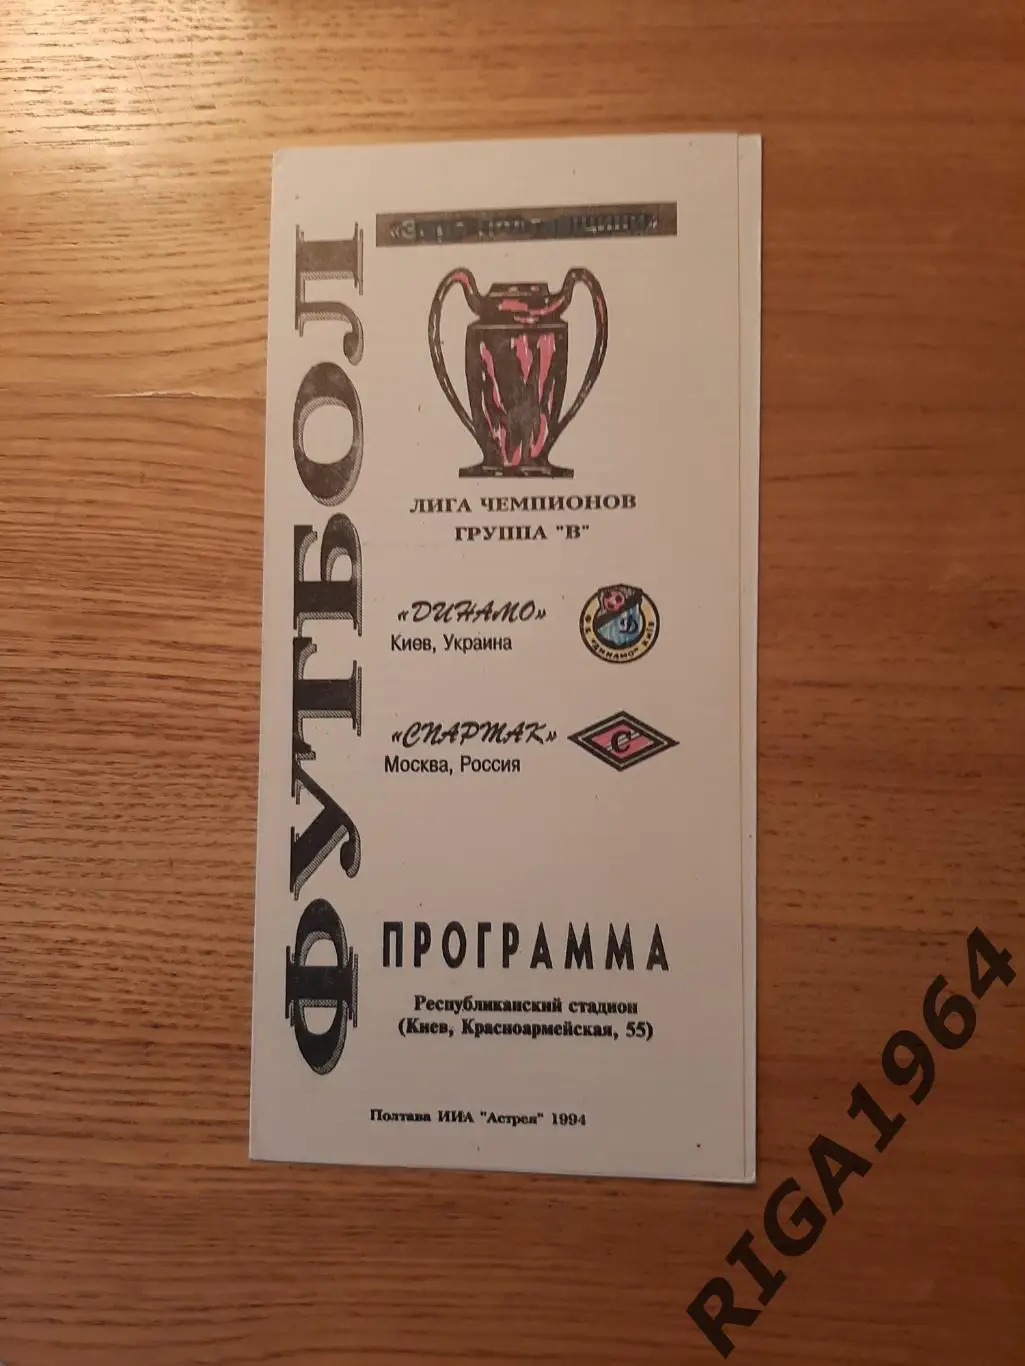 ФУТБОЛ
ЛИГА ЧЕМПИОНОВ
ГРУППА "В"
«ДИНАМО»
Киев, Украина
Д
«СПАРТАК»
Москва, Россия
С
ПРОГРАММА
Республиканский стадион
(Киев, Красноармейская, 55)
Полтава ИИА "Астрея" 1994
RIGA1964